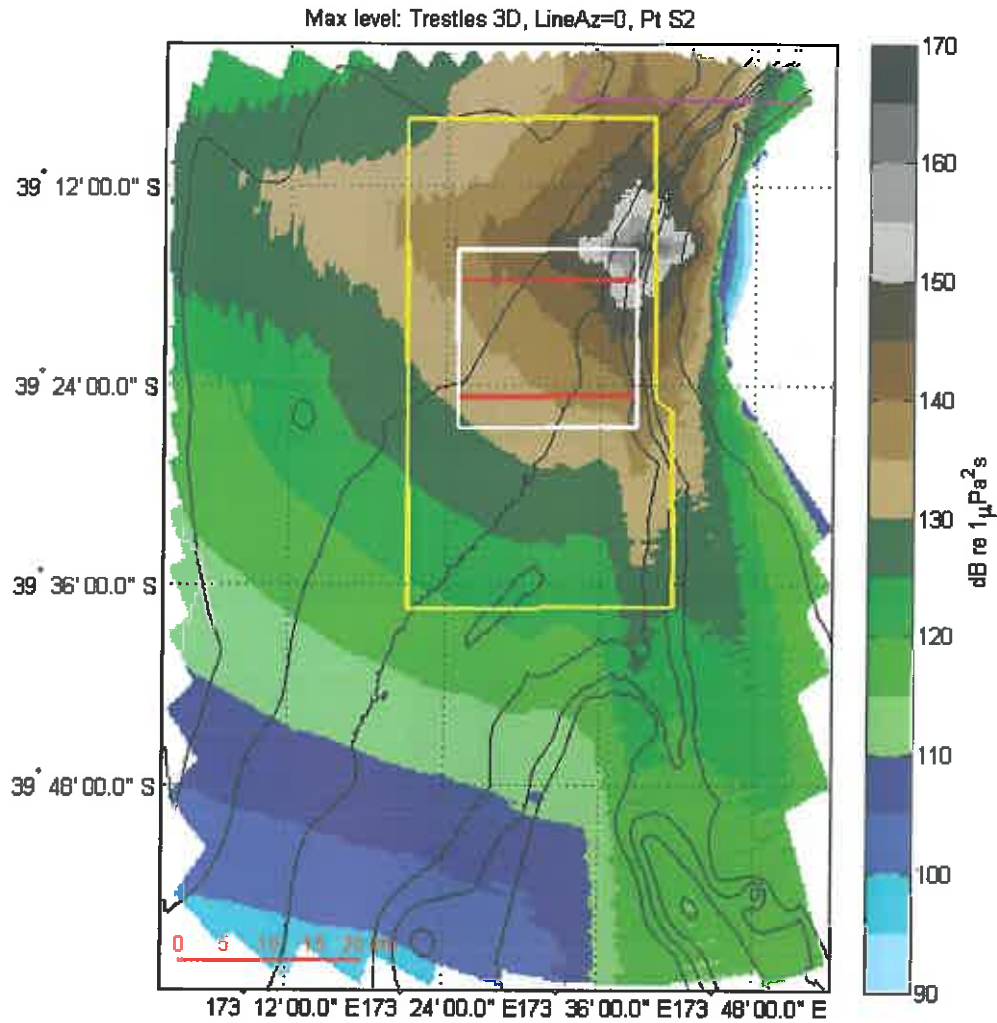 Max level: Trestles 3D, LineAz=0, Pt S2
170
160
150
140
130
120
110
100
90
dB re 1μPa²s
39° 12' 00.0" S
39° 24' 00.0" S
39° 36' 00.0" S
39° 48' 00.0" S
0 5 10 15 20
173 12' 00.0" E173 24' 00.0" E173 36' 00.0" E173 48' 00.0" E